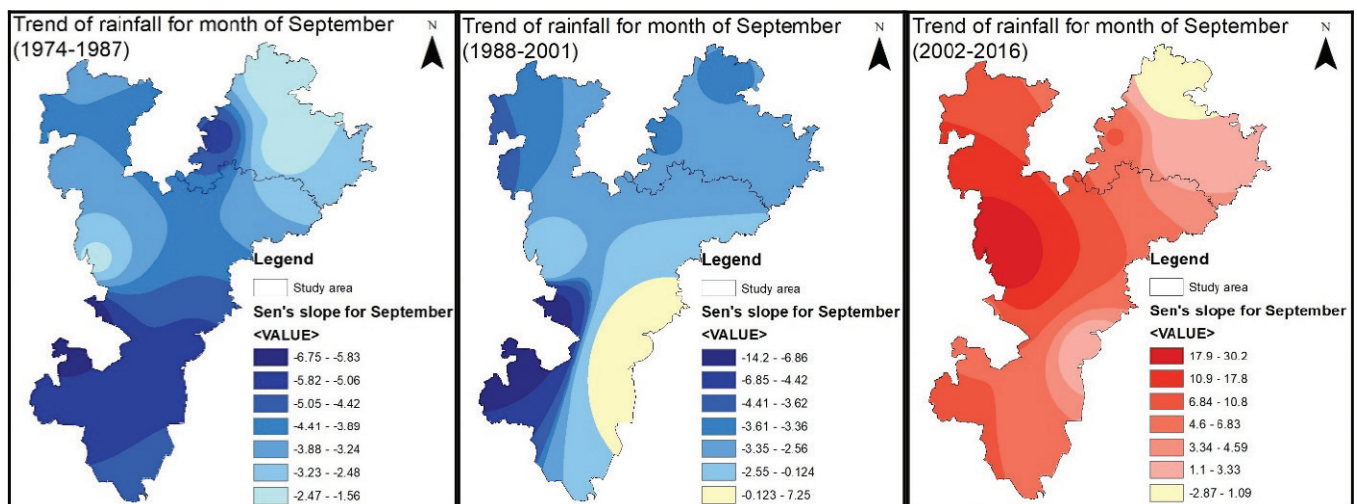 Trend of rainfall for month of September
(1974-1987)
N
Legend
Study area
Sen's slope for September
<VALUE>
-6.75 - -5.83
-5.82 - -5.06
-5.05 - -4.42
-4.41 - -3.89
-3.88 - -3.24
-3.23 - -2.48
-2.47 - -1.56
Trend of rainfall for month of September
(1988-2001)
N
Legend
Study area
Sen's slope for September
<VALUE>
-14.2 - -6.86
-6.85 - -4.42
-4.41 - -3.62
-3.61 - -3.36
-3.35 - -2.56
-2.55 - -0.124
-0.123 - 7.25
Trend of rainfall for month of September
(2002-2016)
N
Legend
Study area
Sen's slope for September
<VALUE>
17.9 - 30.2
10.9 - 17.8
6.84 - 10.8
4.6 - 6.83
3.34 - 4.59
1.1 - 3.33
-2.87 - 1.09